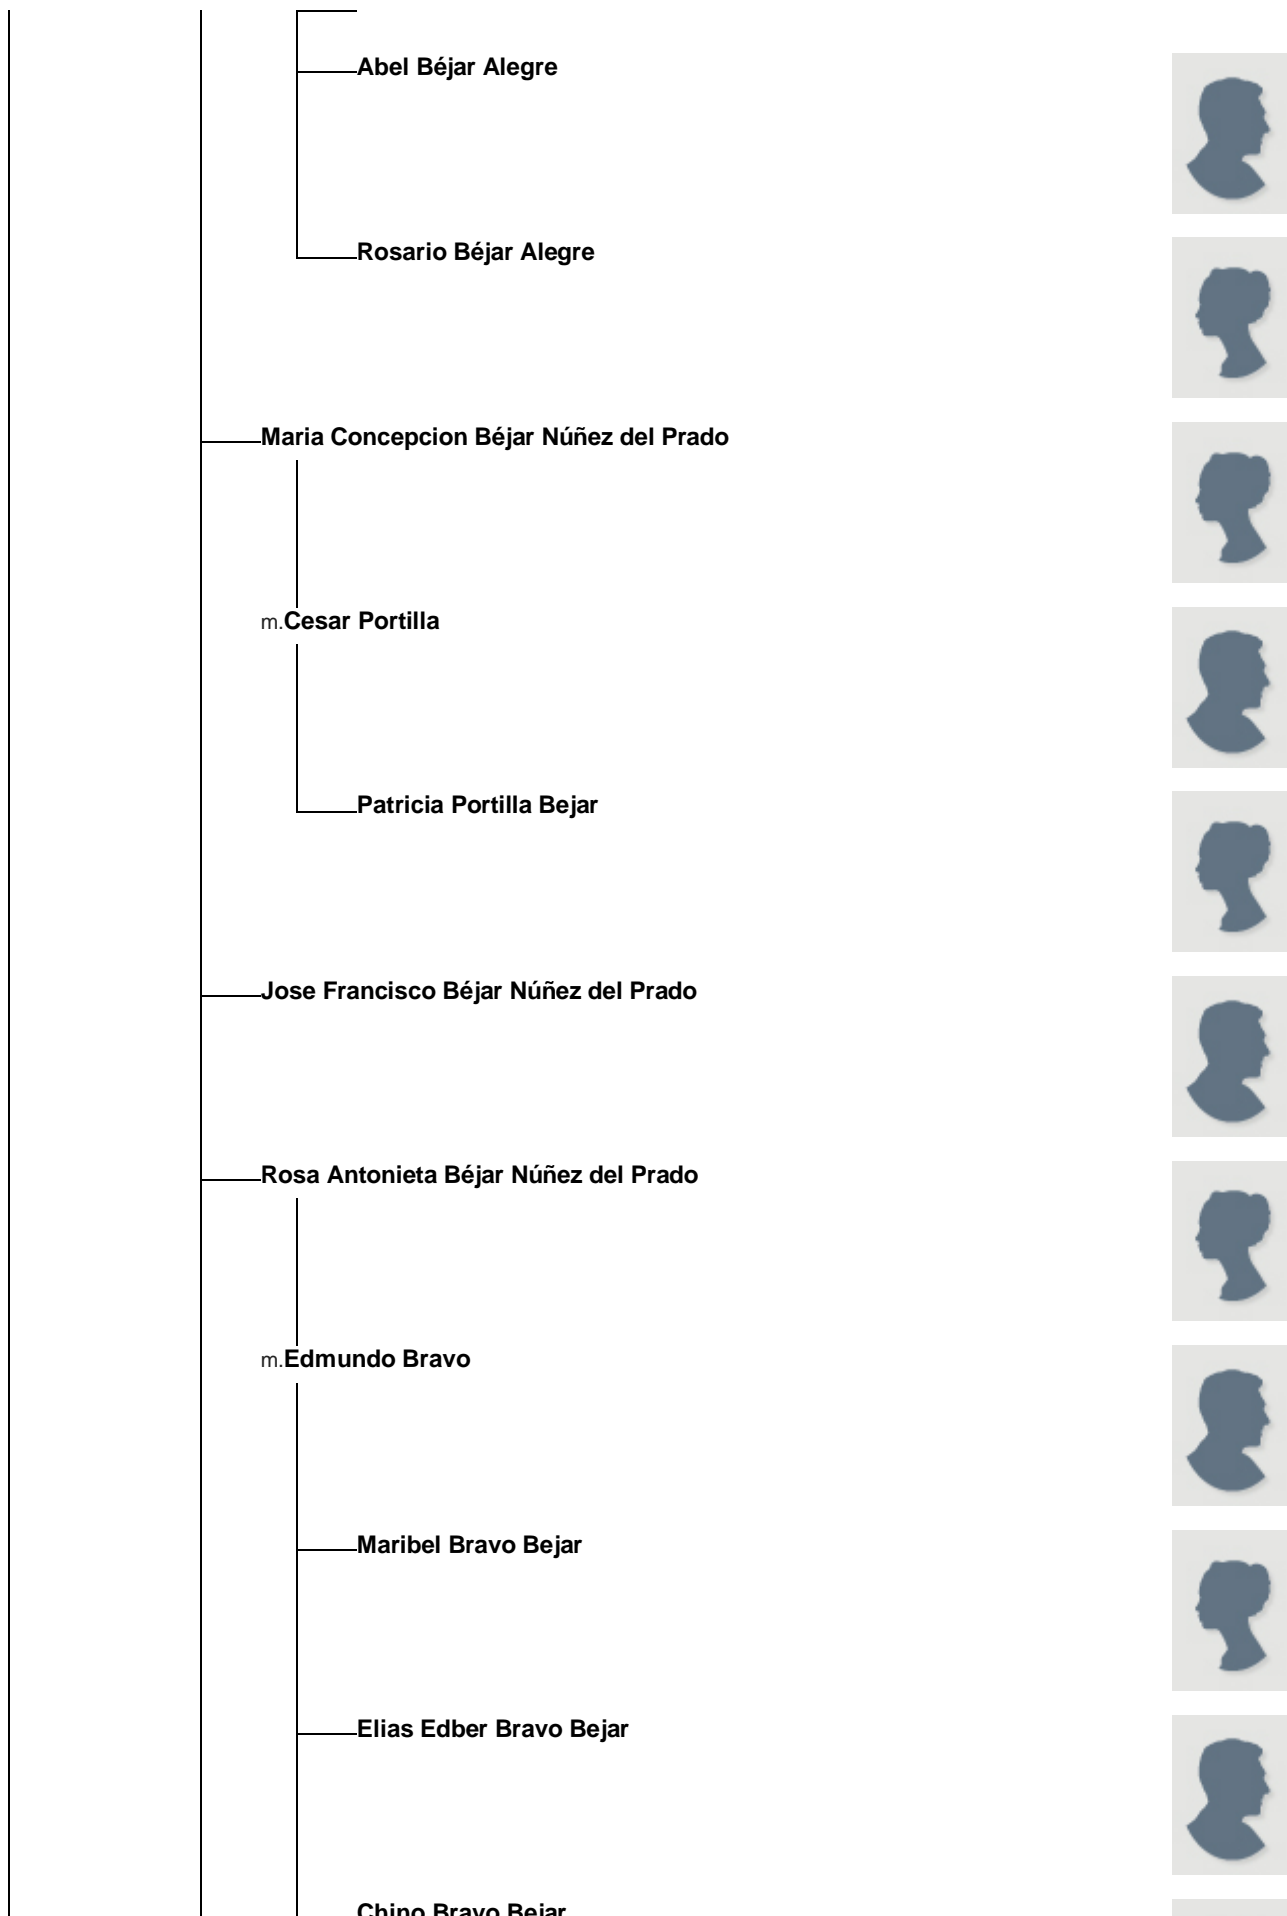 Abel Béjar Alegre
Rosario Béjar Alegre
Maria Concepcion Béjar Núñez del Prado
m.Cesar Portilla
Patricia Portilla Bejar
Jose Francisco Béjar Núñez del Prado
Rosa Antonieta Béjar Núñez del Prado
m.Edmundo Bravo
Maribel Bravo Bejar
Elias Edber Bravo Bejar
Chino Bravo Bejar